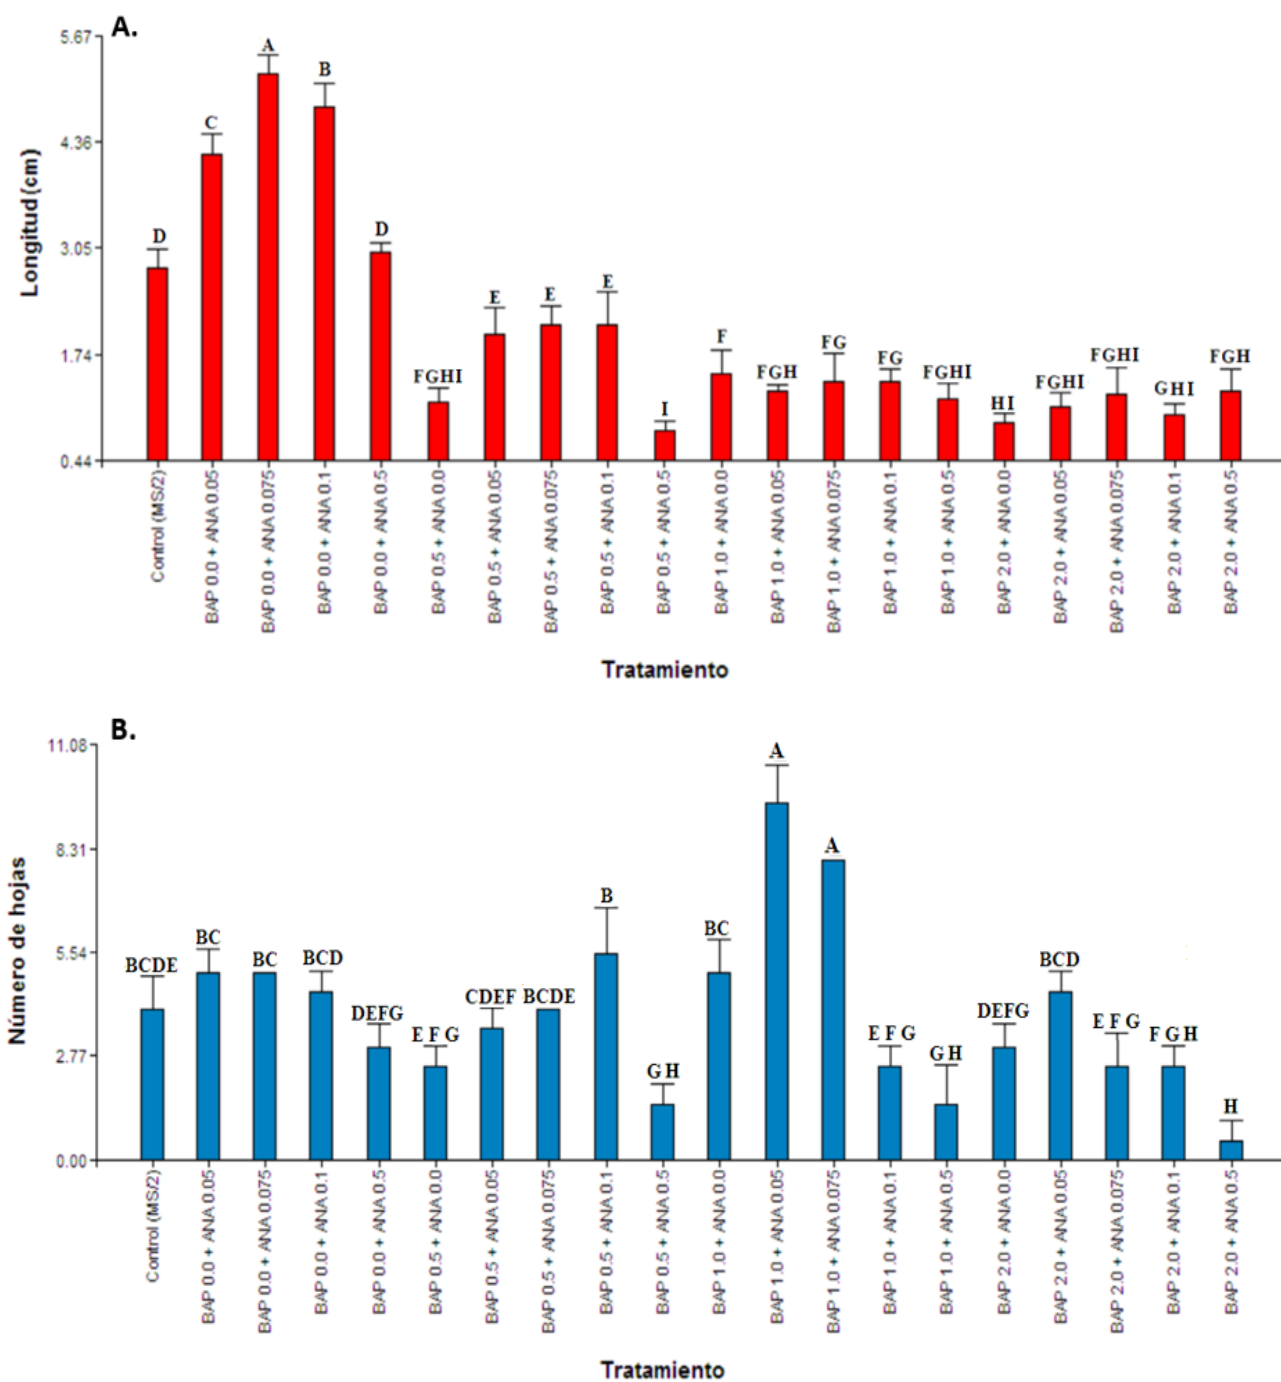 A.
5.67
4.36
3.05
1.74
0.44
Longitud(cm)
D
C
A
B
D
FGHI
E
E
E
I
F
FGH
FG
FG
FGHI
HI
FGHI
FGHI
GHI
FGH
Control (MS/2)
BAP 0.0 + ANA 0.05
BAP 0.0 + ANA 0.075
BAP 0.0 + ANA 0.1
BAP 0.0 + ANA 0.5
BAP 0.5 + ANA 0.0
BAP 0.5 + ANA 0.05
BAP 0.5 + ANA 0.075
BAP 0.5 + ANA 0.1
BAP 0.5 + ANA 0.5
BAP 1.0 + ANA 0.0
BAP 1.0 + ANA 0.05
BAP 1.0 + ANA 0.075
BAP 1.0 + ANA 0.1
BAP 1.0 + ANA 0.5
BAP 2.0 + ANA 0.0
BAP 2.0 + ANA 0.05
BAP 2.0 + ANA 0.075
BAP 2.0 + ANA 0.1
BAP 2.0 + ANA 0.5
Tratamiento
B.
11.08
8.31
5.54
2.77
0.00
Número de hojas
BCDE
BC
BC
BCD
DEFG
E F G
CDEF
BCDE
B
G H
BC
A
A
E F G
G H
DEFG
BCD
E F G
F G H
H
Control (MS/2)
BAP 0.0 + ANA 0.05
BAP 0.0 + ANA 0.075
BAP 0.0 + ANA 0.1
BAP 0.0 + ANA 0.5
BAP 0.5 + ANA 0.0
BAP 0.5 + ANA 0.05
BAP 0.5 + ANA 0.075
BAP 0.5 + ANA 0.1
BAP 0.5 + ANA 0.5
BAP 1.0 + ANA 0.0
BAP 1.0 + ANA 0.05
BAP 1.0 + ANA 0.075
BAP 1.0 + ANA 0.1
BAP 1.0 + ANA 0.5
BAP 2.0 + ANA 0.0
BAP 2.0 + ANA 0.05
BAP 2.0 + ANA 0.075
BAP 2.0 + ANA 0.1
BAP 2.0 + ANA 0.5
Tratamiento